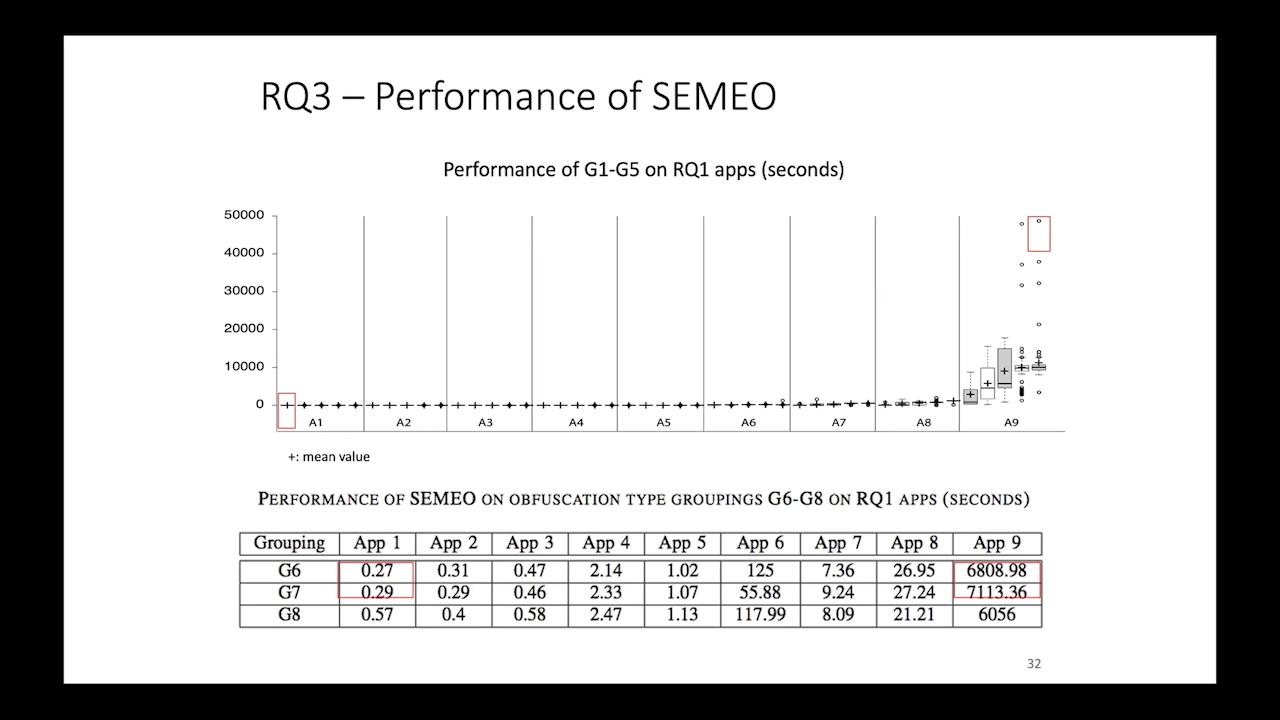 RQ3 – Performance of SEMEO
Performance of G1-G5 on RQ1 apps (seconds)
50000
40000
30000
20000
10000
0
A1 A2 A3 A4 A5 A6 A7 A8 A9
+: mean value
PERFORMANCE OF SEMEO ON OBFUSCATION TYPE GROUPINGS G6-G8 ON RQ1 APPS (SECONDS)
Grouping App 1 App 2 App 3 App 4 App 5 App 6 App 7 App 8 App 9
G6 0.27 0.31 0.47 2.14 1.02 125 7.36 26.95 6808.98
G7 0.29 0.29 0.46 2.33 1.07 55.88 9.24 27.24 7113.36
G8 0.57 0.4 0.58 2.47 1.13 117.99 8.09 21.21 6056
32